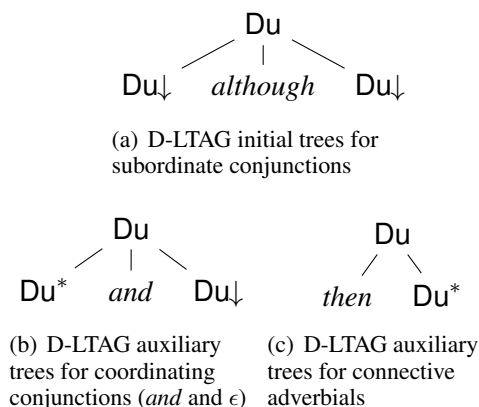 Du
Du↓ although Du↓
(a) D-LTAG initial trees for
subordinate conjunctions
Du
Du* and Du↓
(b) D-LTAG auxiliary
trees for coordinating
conjunctions (and and ϵ)
Du
then Du*
(c) D-LTAG auxiliary
trees for connective
adverbials